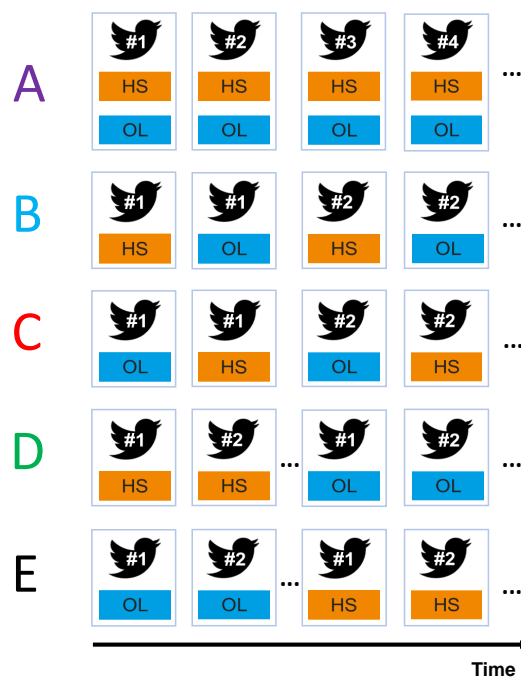 A #1 #2 #3 #4 ...
HS HS HS HS
OL OL OL OL
B #1 #1 #2 #2 ...
HS OL HS OL
C #1 #1 #2 #2 ...
OL HS OL HS
D #1 #2 ... #1 #2 ...
HS HS OL OL
E #1 #2 ... #1 #2 ...
OL OL HS HS
Time